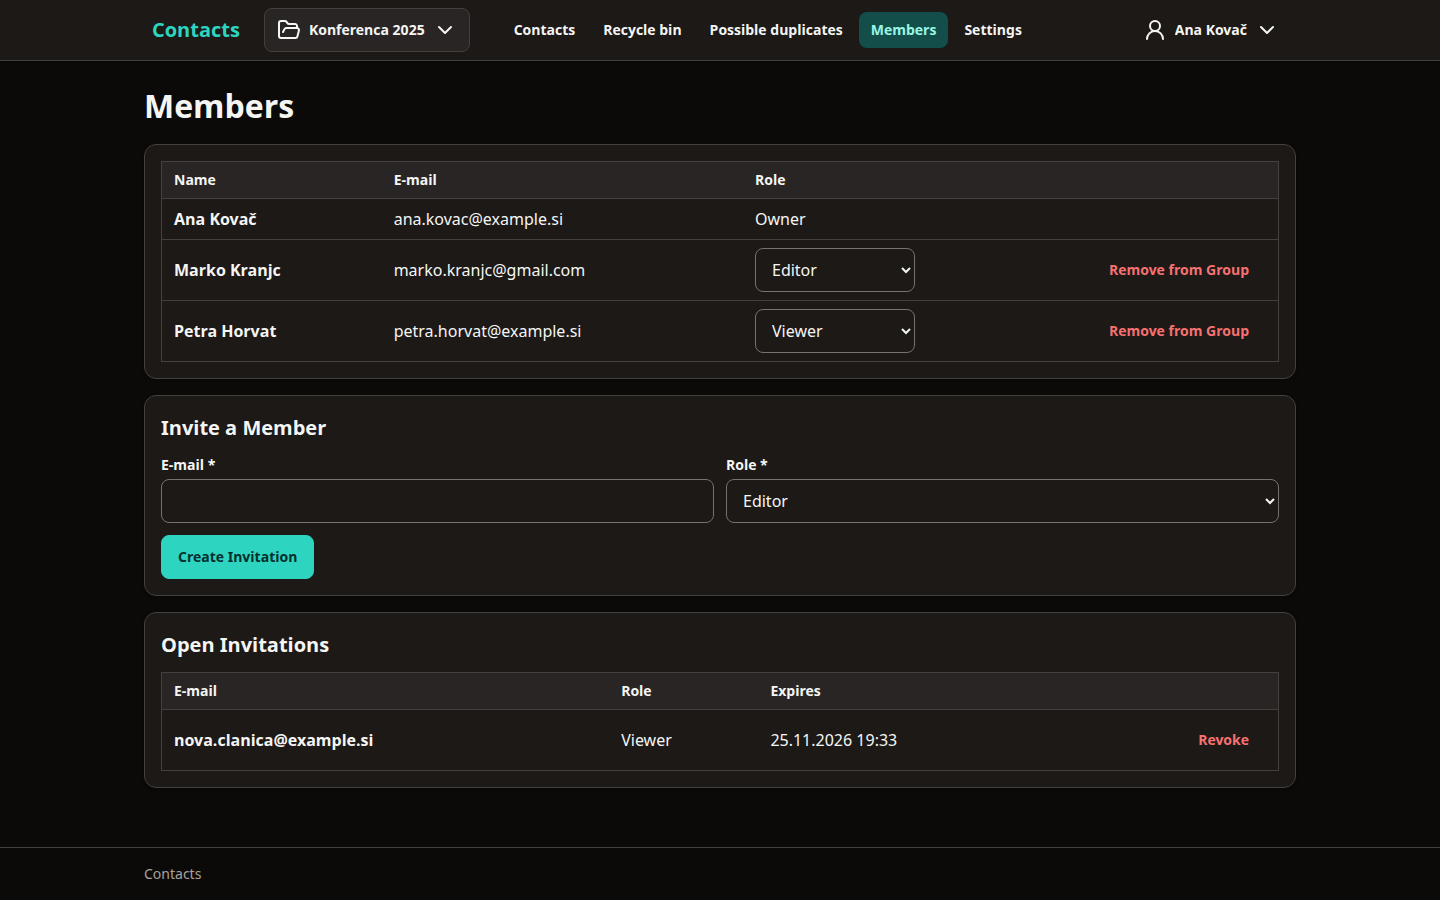 Contacts
Konferenca 2025
Contacts
Recycle bin
Possible duplicates
Members
Settings
Ana Kovač
Members
Name E-mail Role
Ana Kovač ana.kovac@example.si Owner
Marko Kranjc marko.kranjc@gmail.com Editor Remove from Group
Petra Horvat petra.horvat@example.si Viewer Remove from Group
Invite a Member
E-mail * Role *
Editor
Create Invitation
Open Invitations
E-mail Role Expires
nova.clanica@example.si Viewer 25.11.2026 19:33 Revoke
Contacts